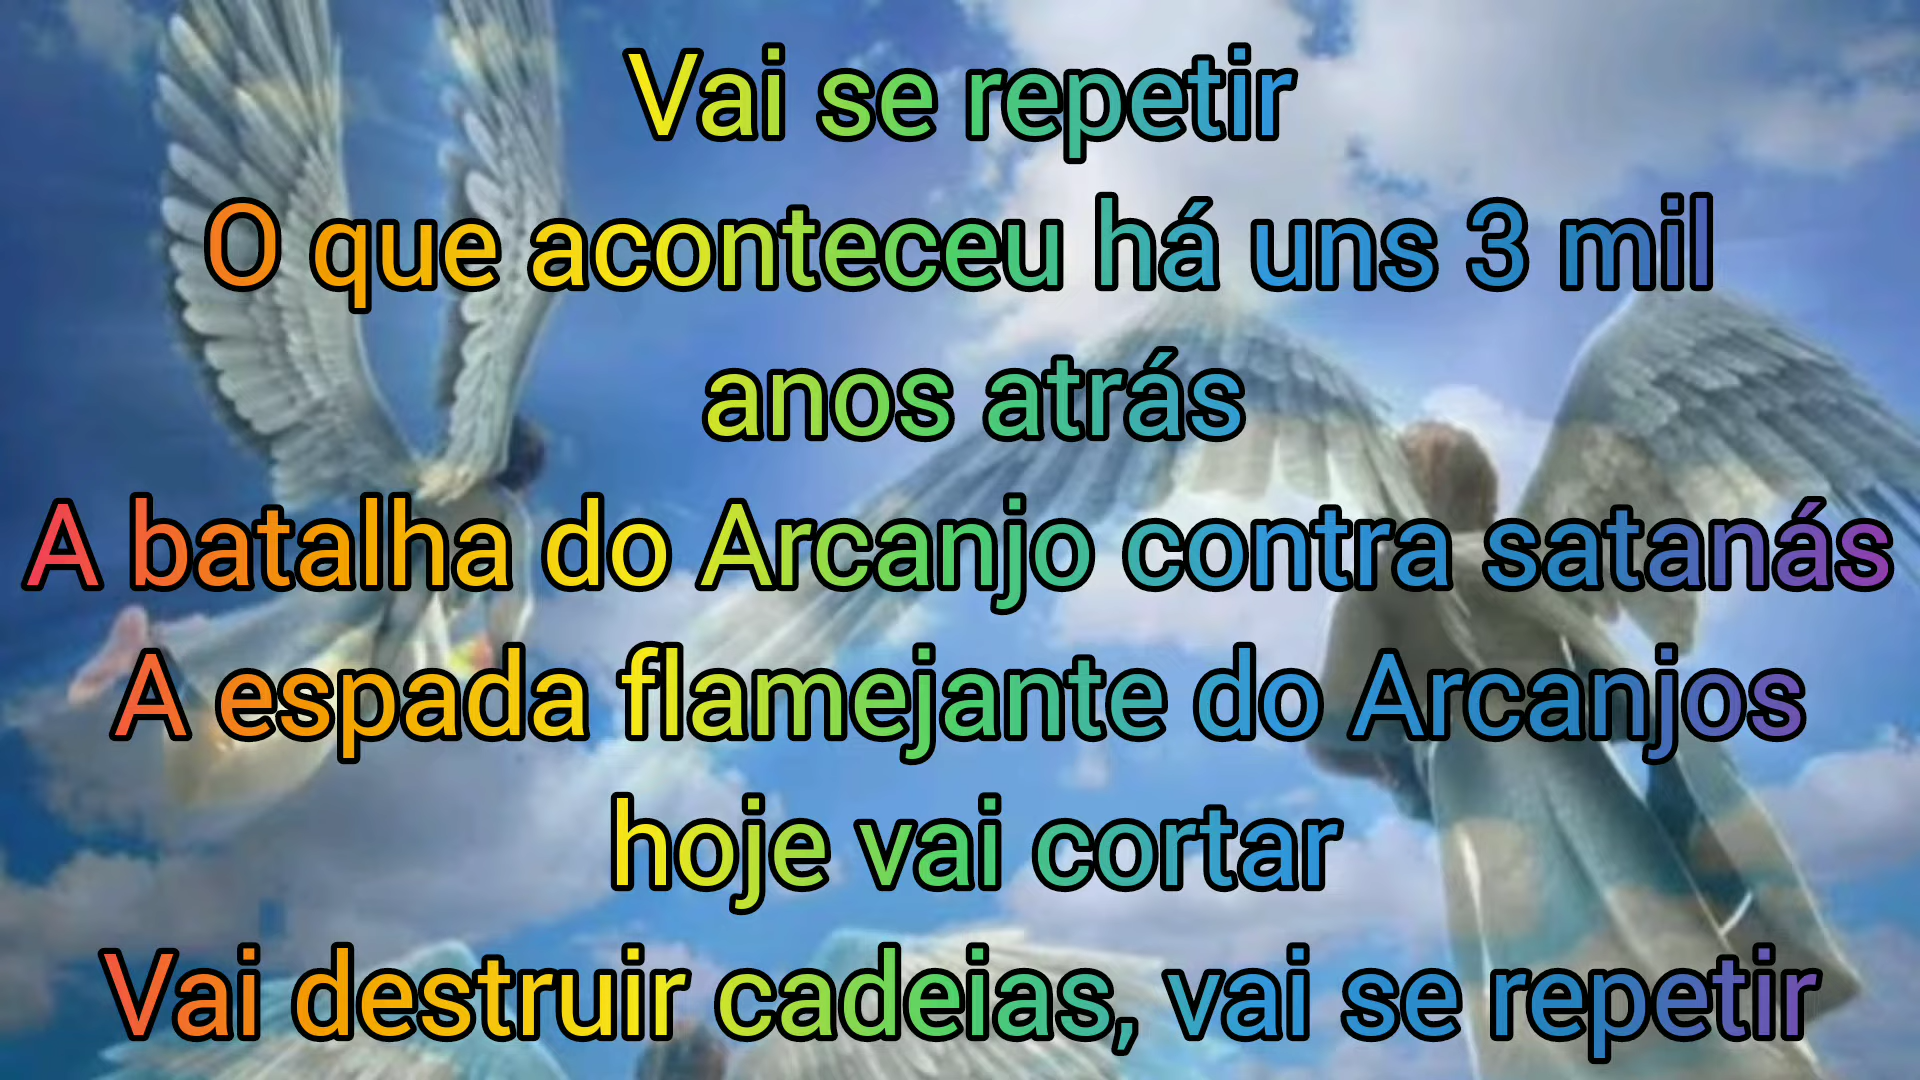 Vai se repetir
O que aconteceu há uns 3 mil
anos atrás
A batalha do Arcanjo contra satanás
A espada flamejante do Arcanjos
hoje vai cortar
Vai destruir cadeias, vai se repetir